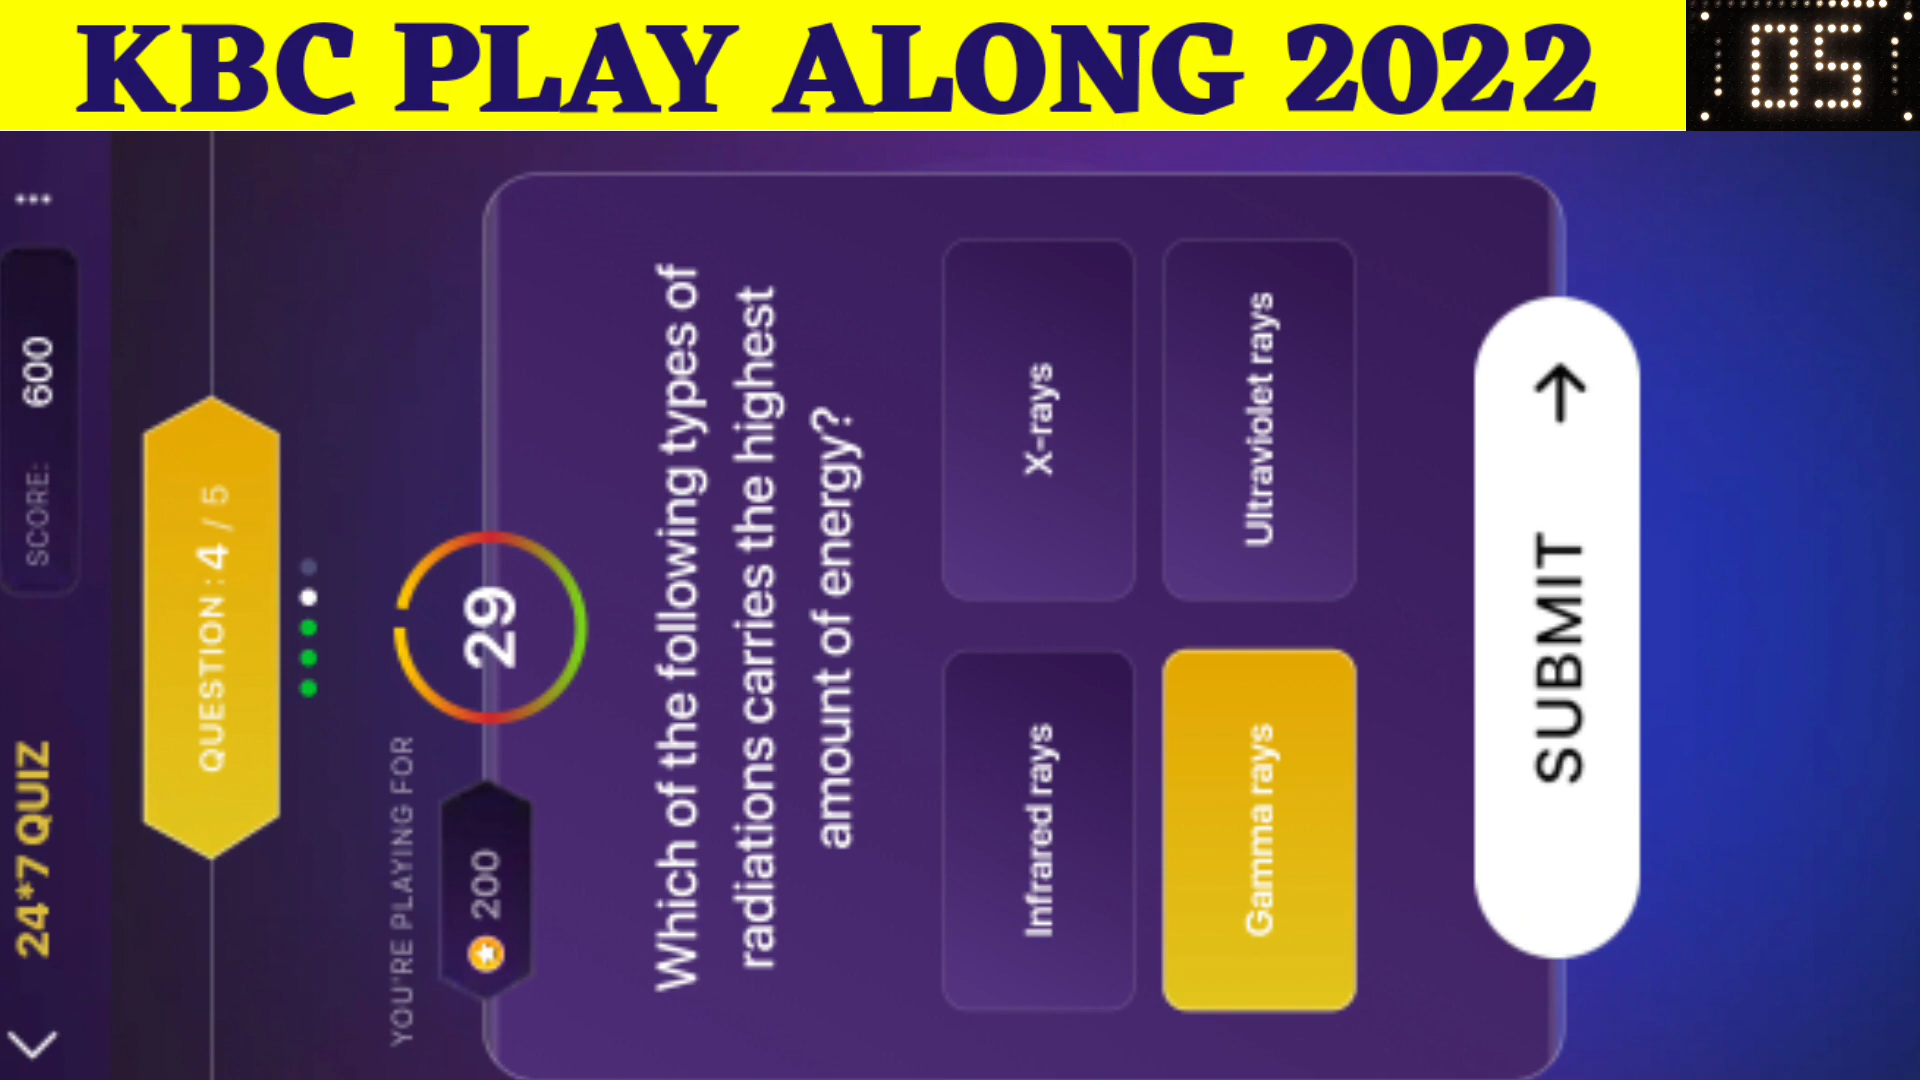 KBC PLAY ALONG 2022
05
24*7 QUIZ
SCORE: 600
QUESTION : 4 / 5
YOU'RE PLAYING FOR
200
29
Which of the following types of
radiations carries the highest
amount of energy?
Infrared rays
X-rays
Gamma rays
Ultraviolet rays
SUBMIT →